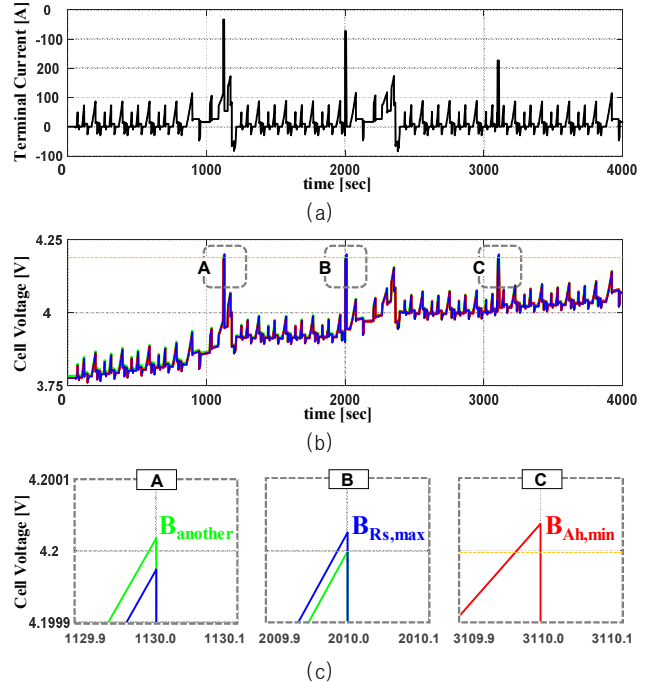 Terminal Current [A]
0
-100
200
100
0
-100
0 1000 2000 3000 4000
time [sec]
(a)
Cell Voltage [V]
4.25
4
3.75
A B C
0 1000 2000 3000 4000
time [sec]
(b)
A B C
Cell Voltage [V]
4.2001
4.2
4.1999
Banother
BRs,max
BAh,min
1129.9 1130.0 1130.1
2009.9 2010.0 2010.1
3109.9 3110.0 3110.1
(c)